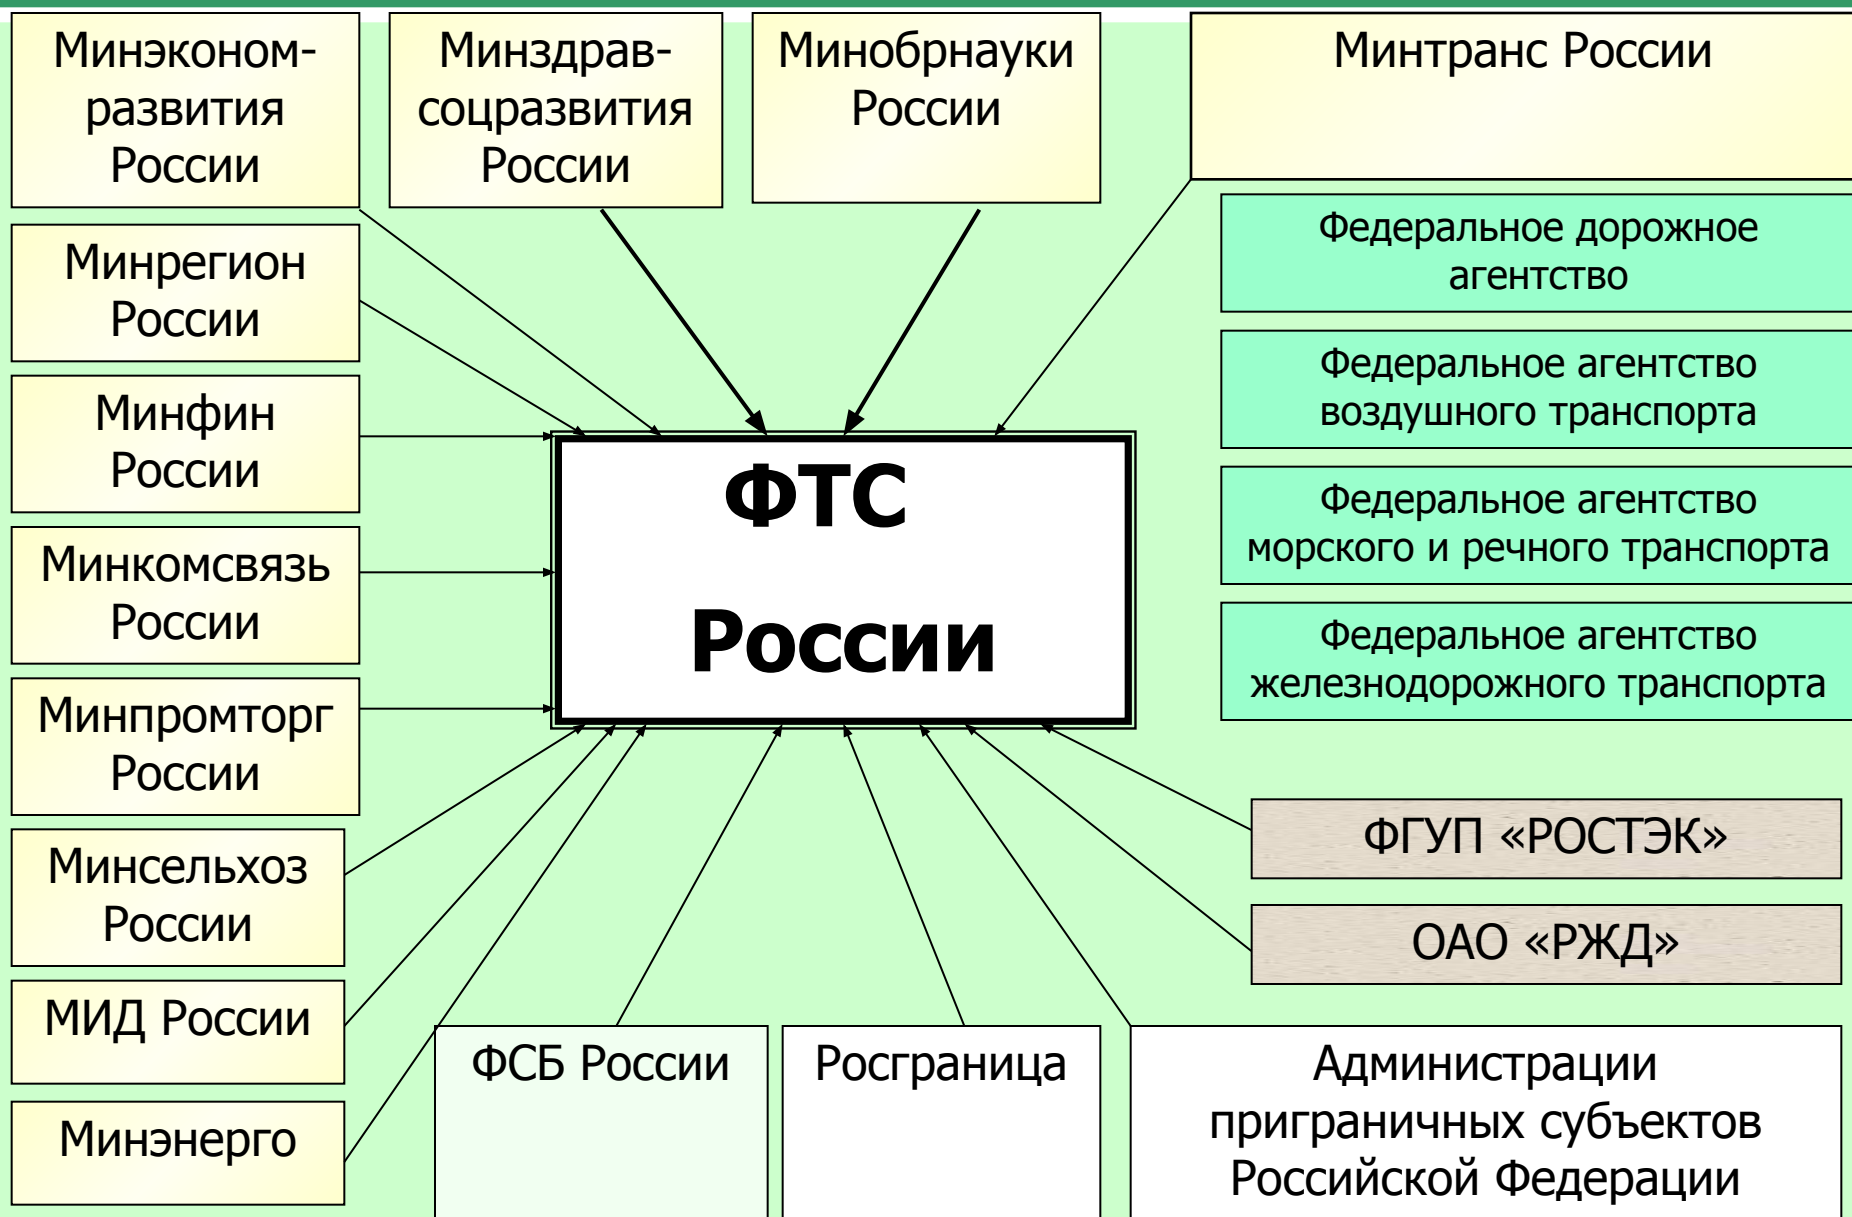 Минэконом-
развития
России
Минздрав-
соцразвития
России
Минобрнауки
России
Минтранс России
Федеральное дорожное
агентство
Федеральное агентство
воздушного транспорта
Федеральное агентство
морского и речного транспорта
Федеральное агентство
железнодорожного транспорта
Минрегион
России
Минфин
России
Минкомсвязь
России
Минпромторг
России
Минсельхоз
России
МИД России
Минэнерго
ФТС
России
ФГУП «РОСТЭК»
ОАО «РЖД»
ФСБ России
Росграница
Администрации
приграничных субъектов
Российской Федерации